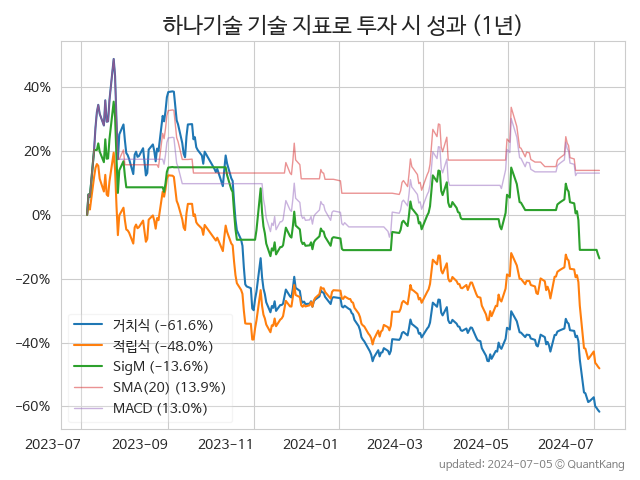 하나기술 기술 지표로 투자 시 성과 (1년)
40%
20%
0%
−20%
−40%
−60%
거치식 (−61.6%)
적립식 (−48.0%)
SigM (−13.6%)
SMA(20) (13.9%)
MACD (13.0%)
2023-07 2023-09 2023-11 2024-01 2024-03 2024-05 2024-07
updated: 2024-07-05 © QuantKang